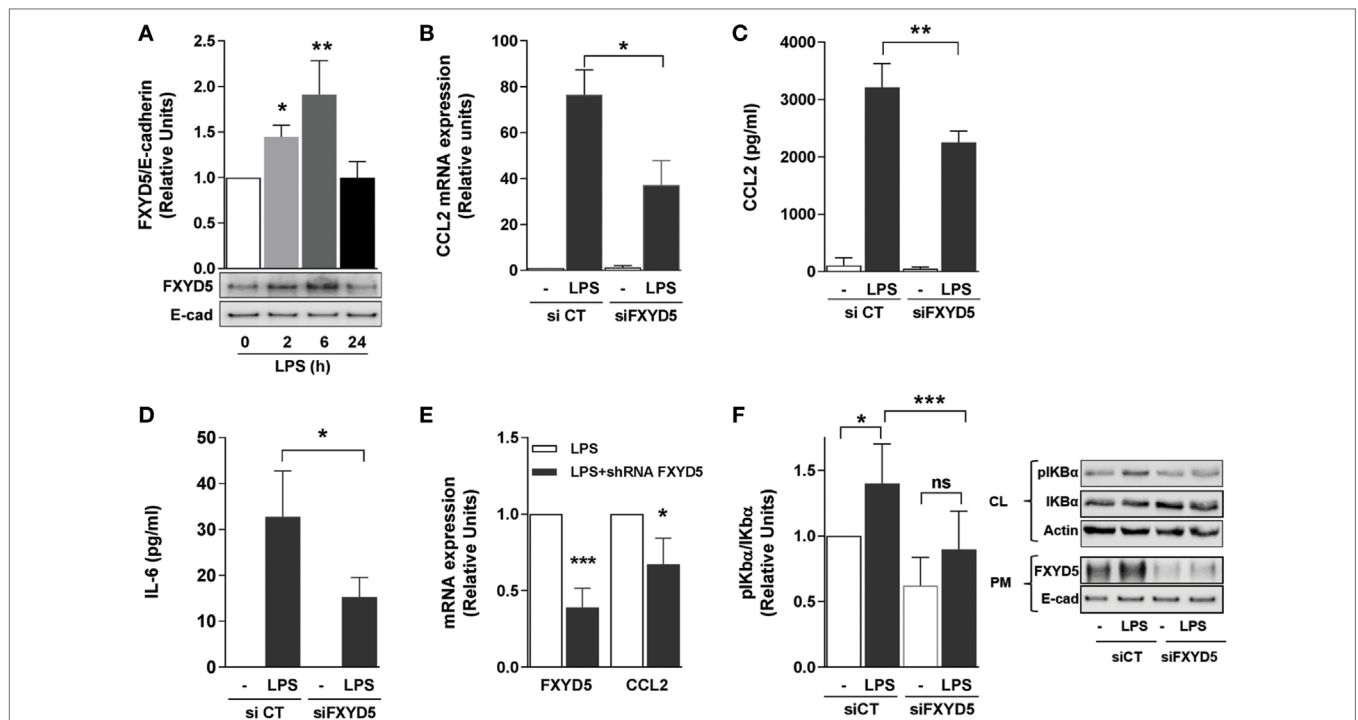 A
FXYD5/E-cadherin
(Relative Units)
2.5
2.0
1.5
1.0
0.5
0.0
*
**
FXYD5
E-cad
0 2 6 24
LPS (h)
B
CCL2 mRNA expression
(Relative units)
100
80
60
40
20
0
*
- LPS - LPS
si CT siFXYD5
C
CCL2 (pg/ml)
4000
3000
2000
1000
0
**
- LPS - LPS
si CT siFXYD5
D
IL-6 (pg/ml)
50
40
30
20
10
0
*
- LPS - LPS
si CT siFXYD5
E
mRNA expression
(Relative Units)
1.5
1.0
0.5
0.0
LPS
LPS+shRNA FXYD5
***
*
FXYD5 CCL2
F
pIKbα/IKbα
(Relative Units)
1.5
1.0
0.5
0.0
*
***
ns
- LPS - LPS
siCT siFXYD5
CL
pIKBα
IKBα
Actin
PM
FXYD5
E-cad
- LPS - LPS
siCT siFXYD5